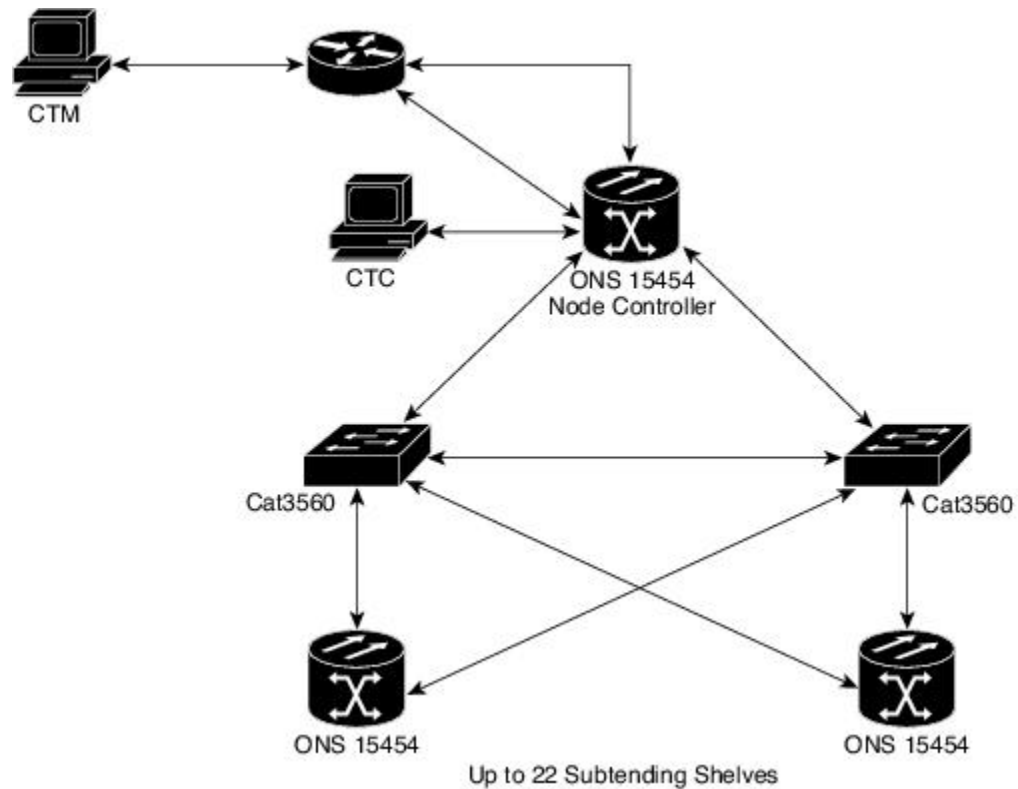 CTM
CTC
ONS 15454
Node Controller
Cat3560
Cat3560
ONS 15454
ONS 15454
Up to 22 Subtending Shelves